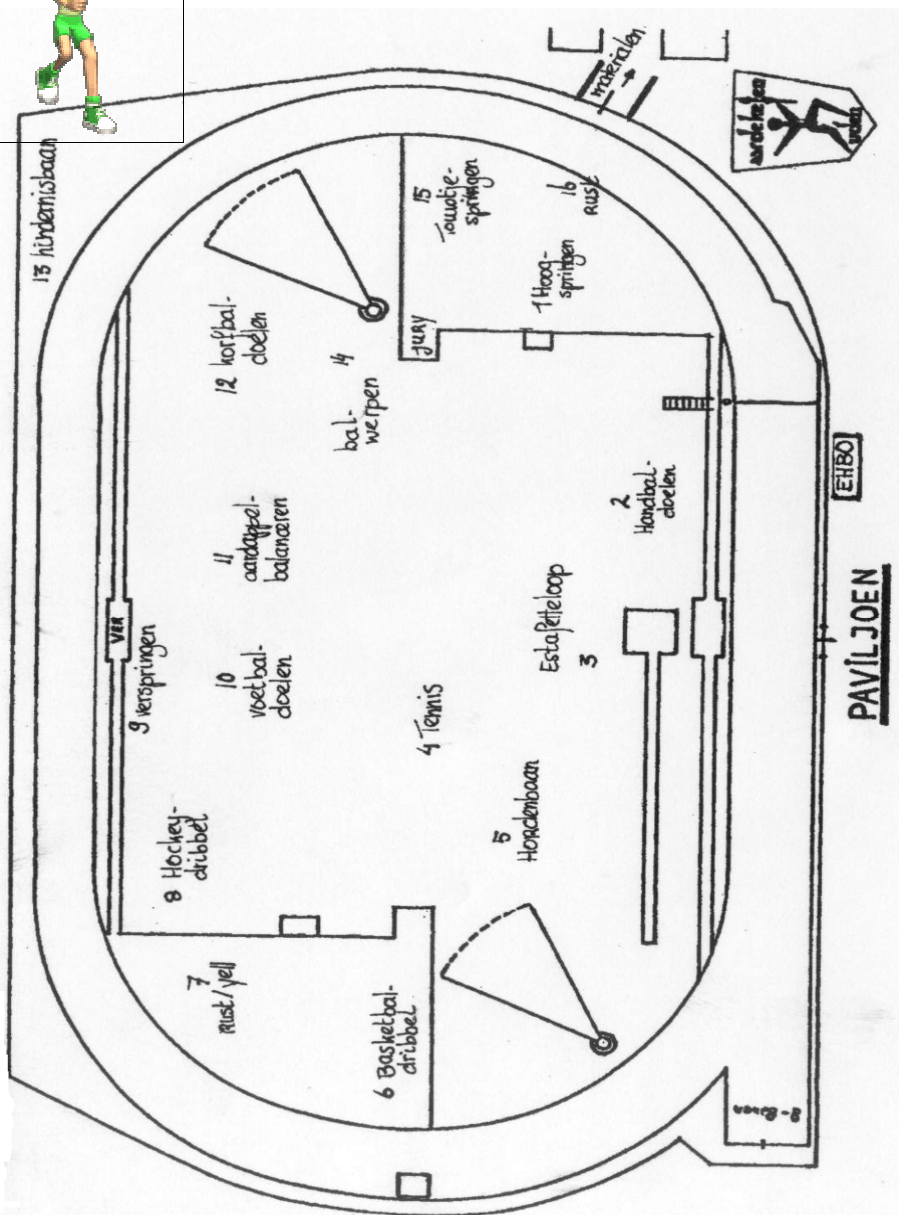 materialen
13 hindernisbaan
15
Touwtje-
springen
16
RUST
1 Hoog-
springen
JURY
12 korfbal-
doelen
14
bal-
werpen
2
Handbal-
doelen
EHBO
11
aardappel-
balanceren
Estafetteloop
3
PAVILJOEN
VER
9 verspringen
10
voetbal-
doelen
4 Tennis
5
Hordenbaan
8 Hockey-
dribbel
7
rust/yell
6 Basketbal-
dribbel